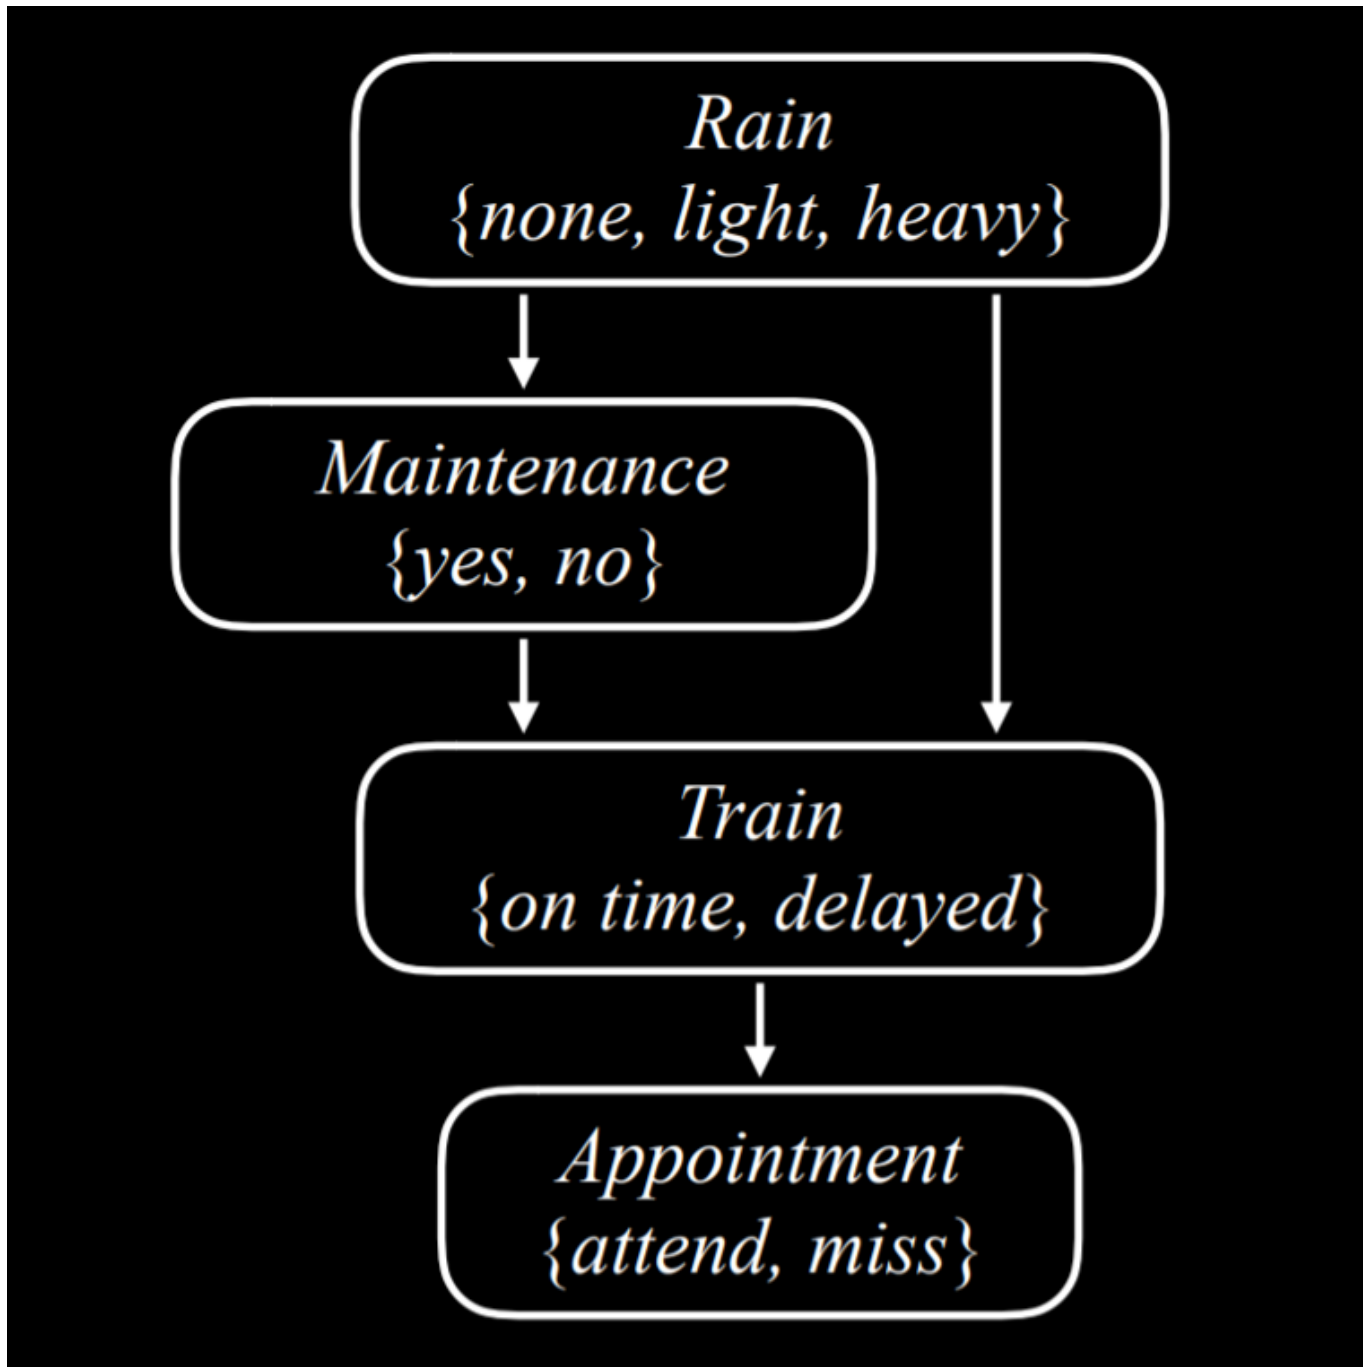 Rain
{none, light, heavy}
Maintenance
{yes, no}
Train
{on time, delayed}
Appointment
{attend, miss}